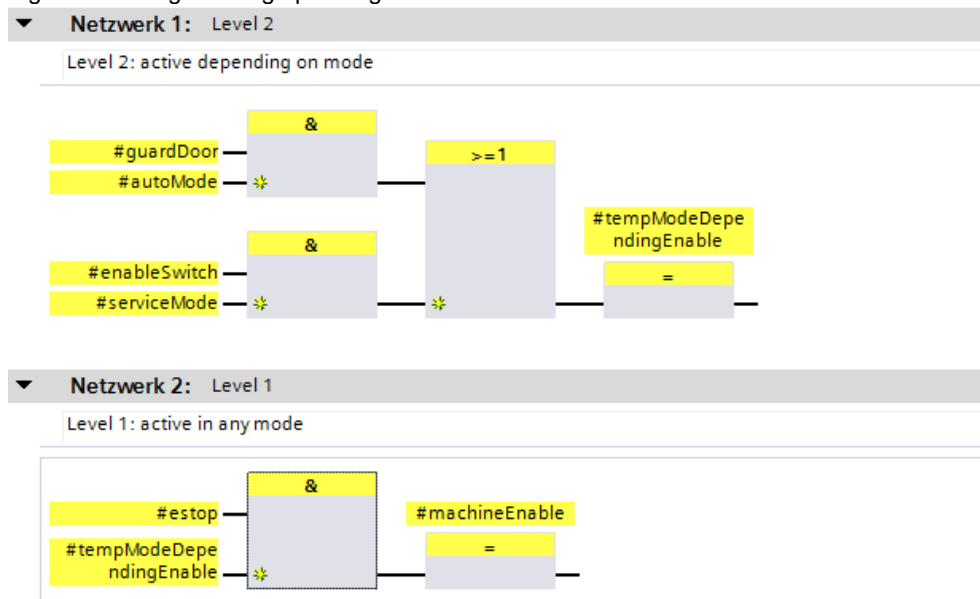 Netzwerk 1: Level 2
Level 2: active depending on mode
&
#guardDoor
#autoMode
>=1
#tempModeDepe
ndingEnable
&
=
#enableSwitch
#serviceMode
Netzwerk 2: Level 1
Level 1: active in any mode
&
#estop
#machineEnable
#tempModeDepe
ndingEnable
=